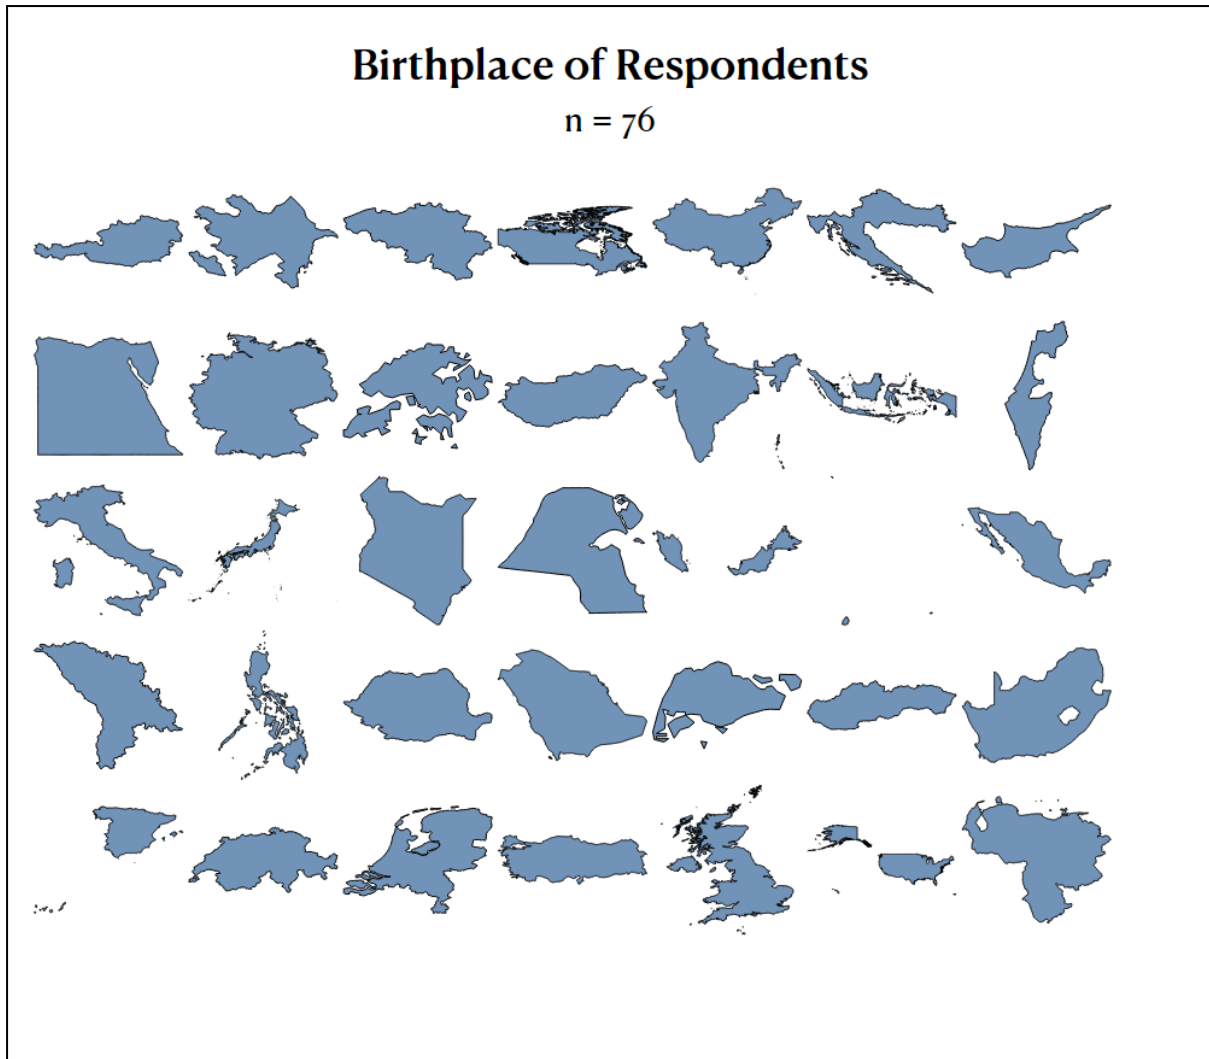 Birthplace of Respondents
n = 76